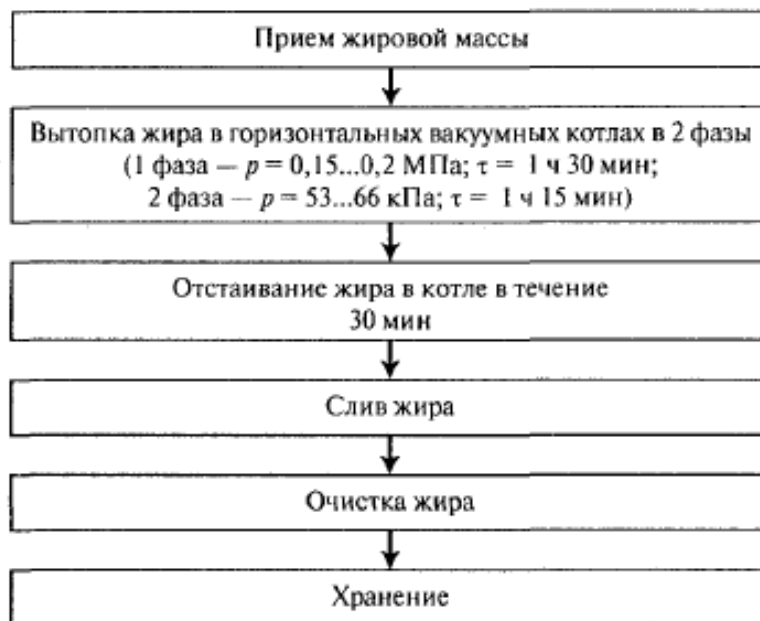 Прием жировой массы
Вытопка жира в горизонтальных вакуумных котлах в 2 фазы
(1 фаза — p = 0,15...0,2 МПа; τ = 1 ч 30 мин;
2 фаза — p = 53...66 кПа; τ = 1 ч 15 мин)
Отстаивание жира в котле в течение
30 мин
Слив жира
Очистка жира
Хранение